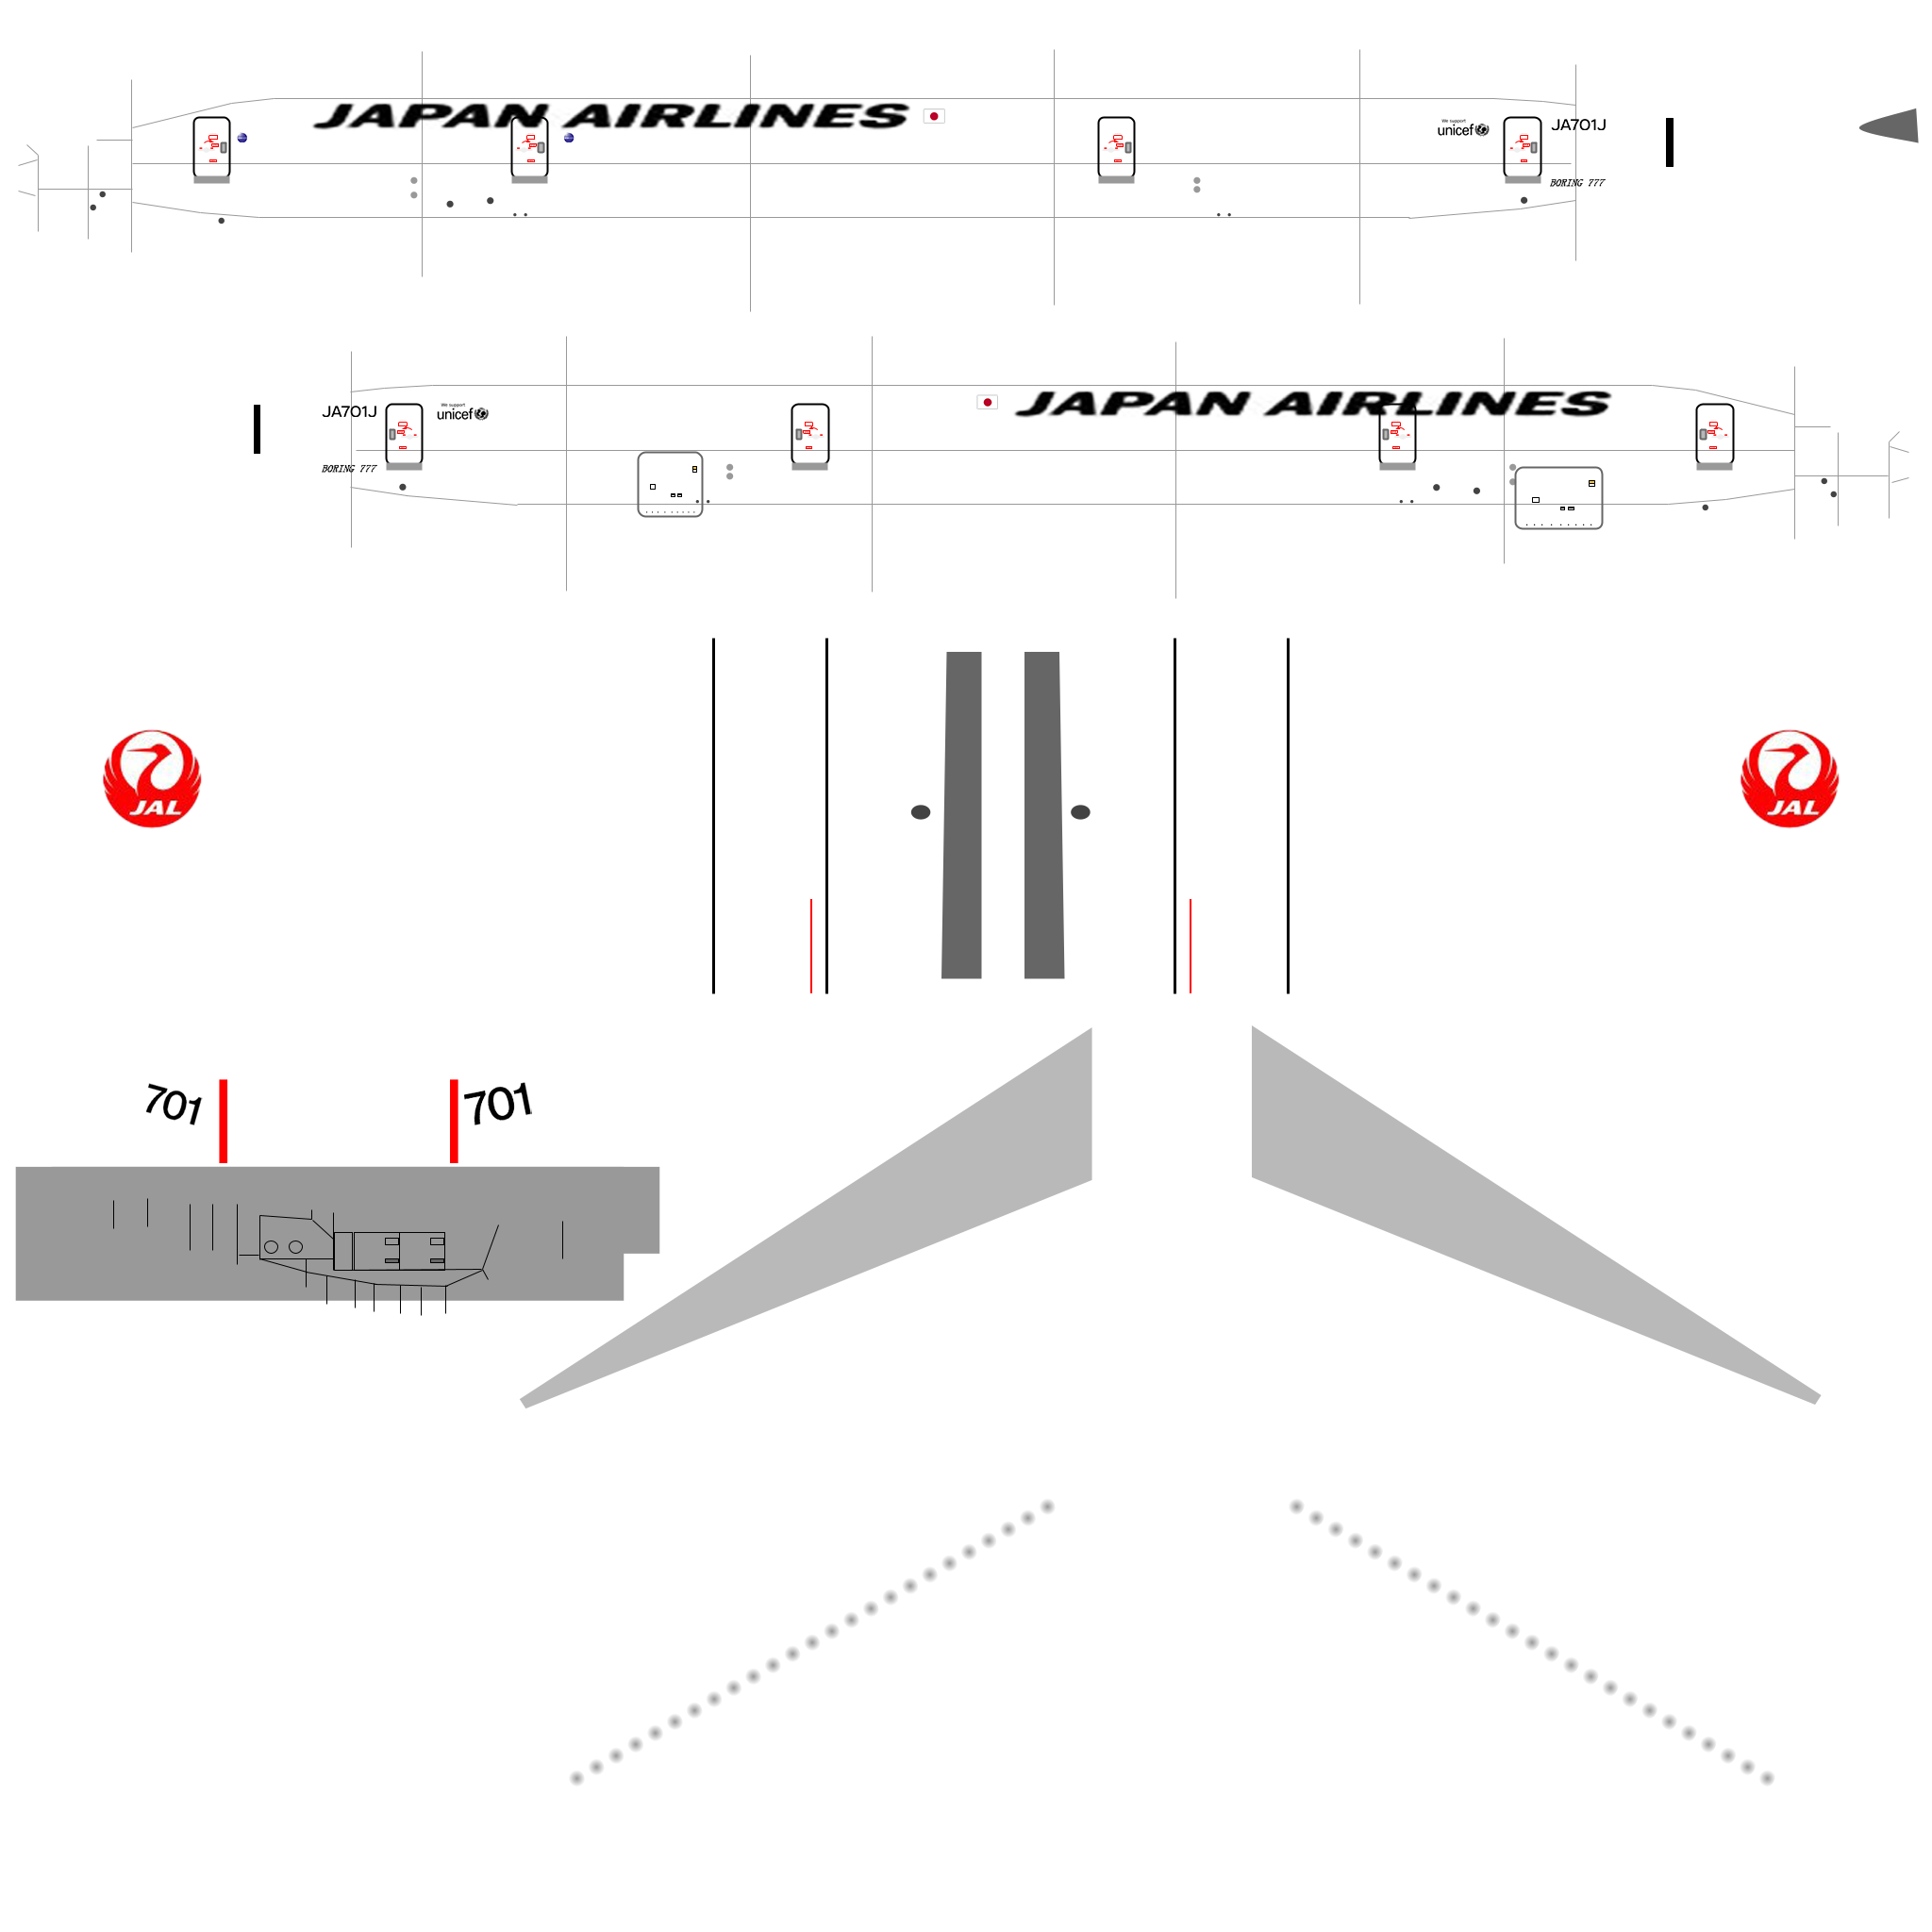 JAPAN AIRLINES
We support
unicef
JA701J
BORING 777
JAPAN AIRLINES
JA701J
We support
unicef
BORING 777
JAL
JAL
701
701